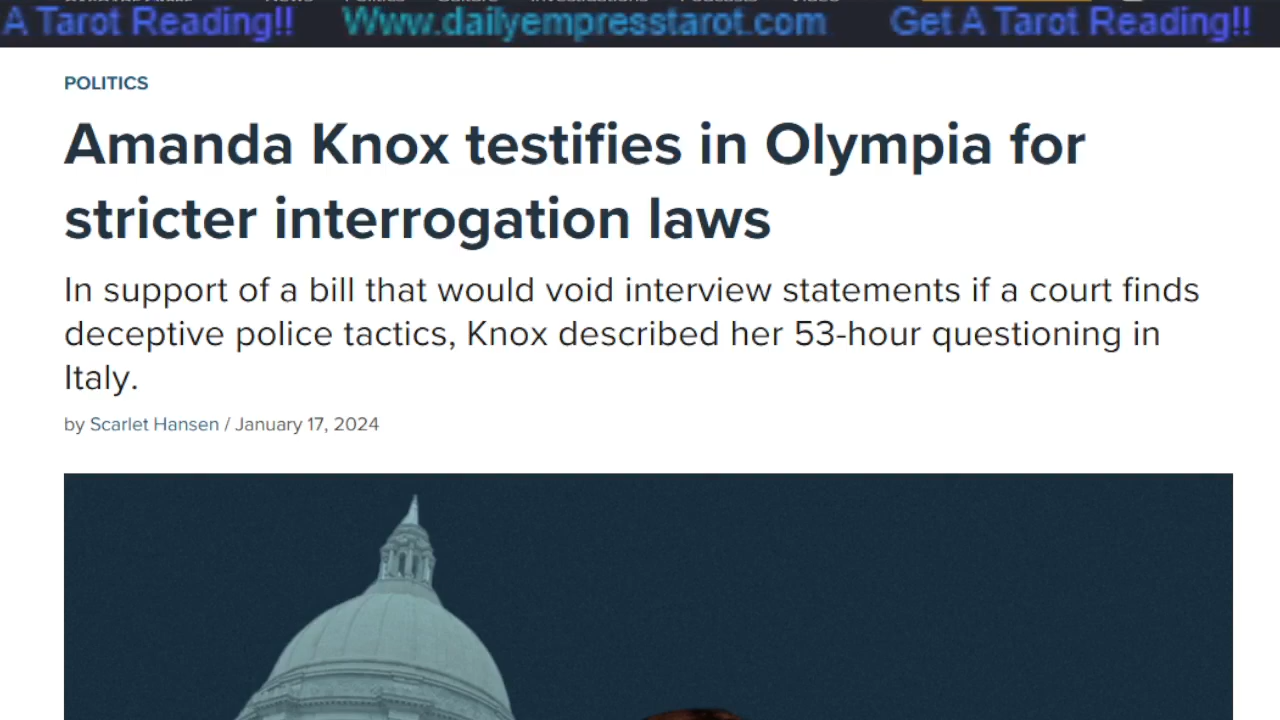 A Tarot Reading!! Www.dailyempresstarot.com Get A Tarot Reading!!
POLITICS
Amanda Knox testifies in Olympia for
stricter interrogation laws
In support of a bill that would void interview statements if a court finds
deceptive police tactics, Knox described her 53-hour questioning in
Italy.
by Scarlet Hansen / January 17, 2024